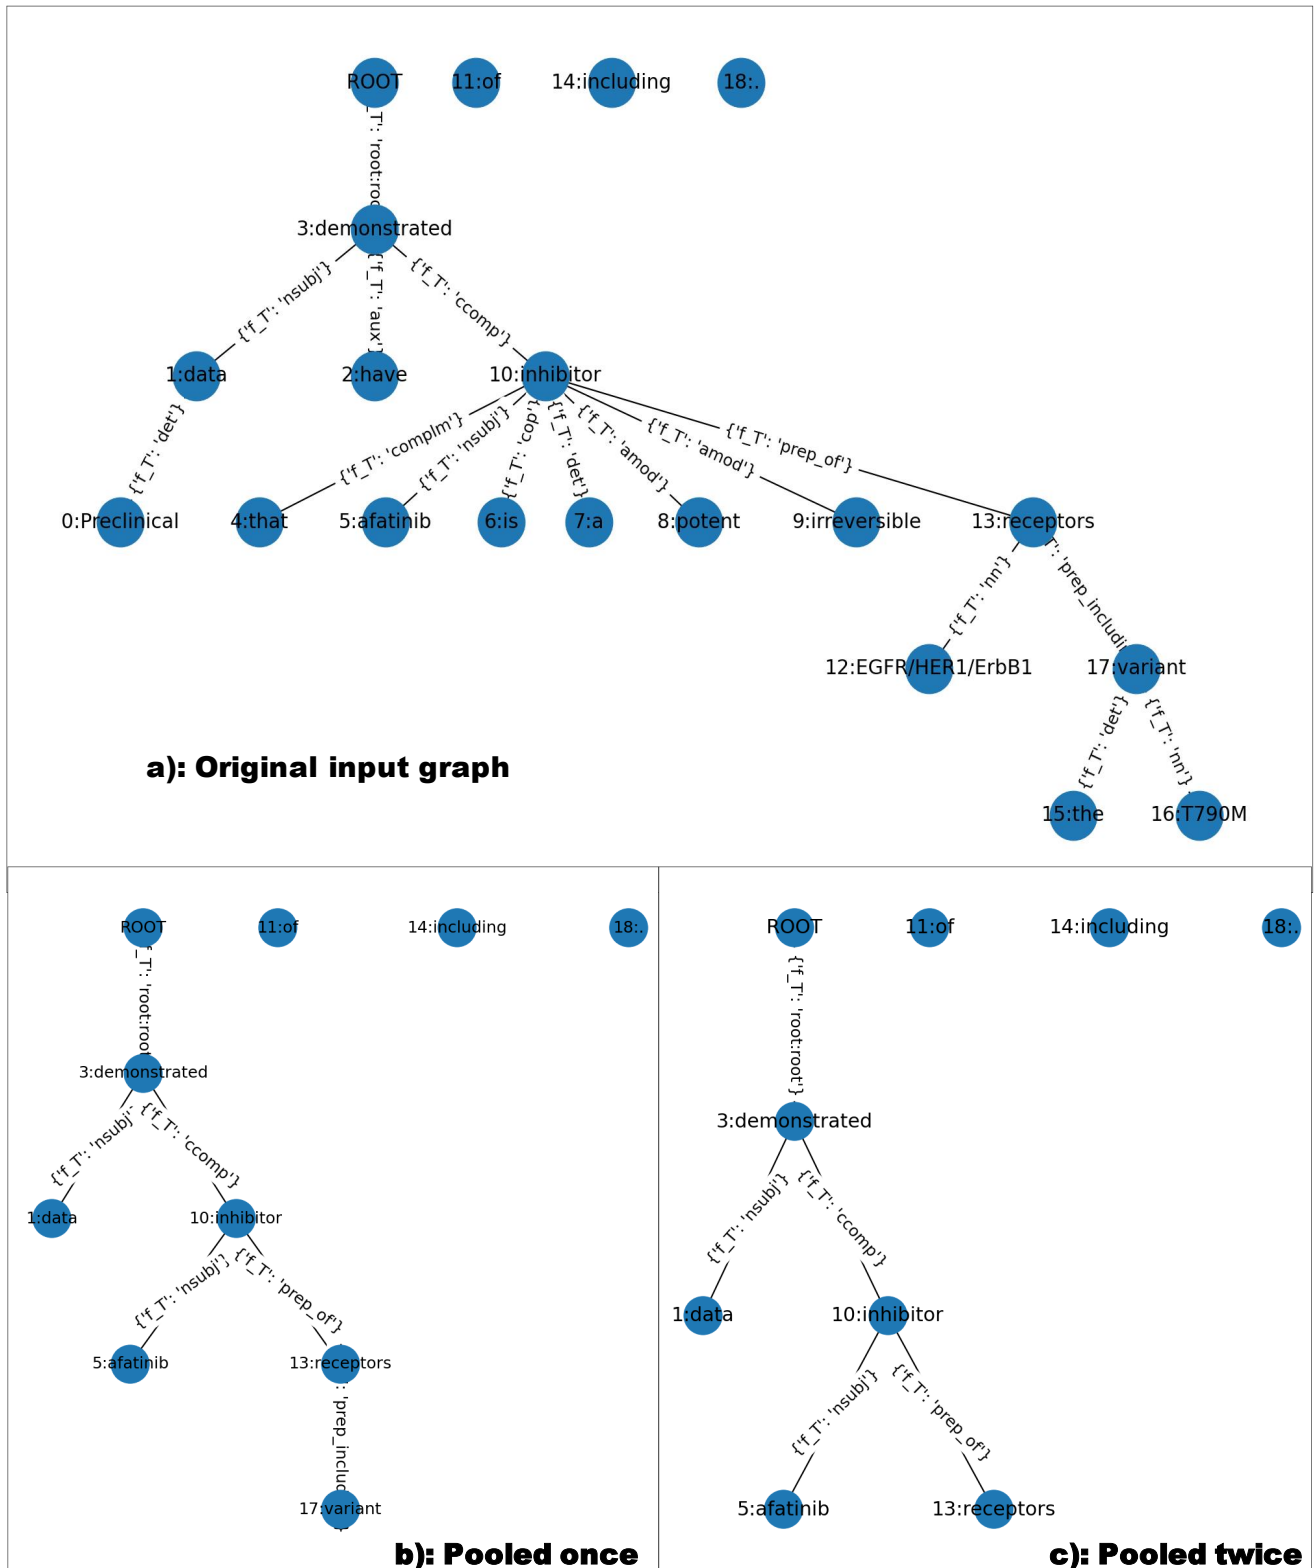 ROOT 11:of 14:including 18:.
_T': 'root:roo
3:demonstrated
{'f_T': 'nsubj'} {'f_T': 'aux'} {'f_T': 'ccomp'}
1:data 2:have 10:inhibitor
{'f_T': 'det'} {'f_T': 'complm'} {'f_T': 'nsubj'} {'f_T': 'cop'} {'f_T': 'det'} {'f_T': 'amod'} {'f_T': 'amod'} {'f_T': 'prep_of'}
0:Preclinical 4:that 5:afatinib 6:is 7:a 8:potent 9:irreversible 13:receptors
{'f_T': 'nn'} T': 'prep_includi
12:EGFR/HER1/ErbB1 17:variant
{'f_T': 'det'} {'f_T': 'nn'}
15:the 16:T790M
a): Original input graph
ROOT 11:of 14:including 18:.
f_T': 'root:root
3:demonstrated
{'f_T': 'nsubj' {'f_T': 'ccomp'}
1:data 10:inhibitor
{'f_T': 'nsubj'} {'f_T': 'prep_of'}
5:afatinib 13:receptors
': 'prep_includ
17:variant
}
b): Pooled once
ROOT 11:of 14:including 18:.
{'f_T': 'root:root'}
3:demonstrated
{'f_T': 'nsubj'} {'f_T': 'ccomp'}
1:data 10:inhibitor
{'f_T': 'nsubj'} {'f_T': 'prep_of'}
5:afatinib 13:receptors
c): Pooled twice